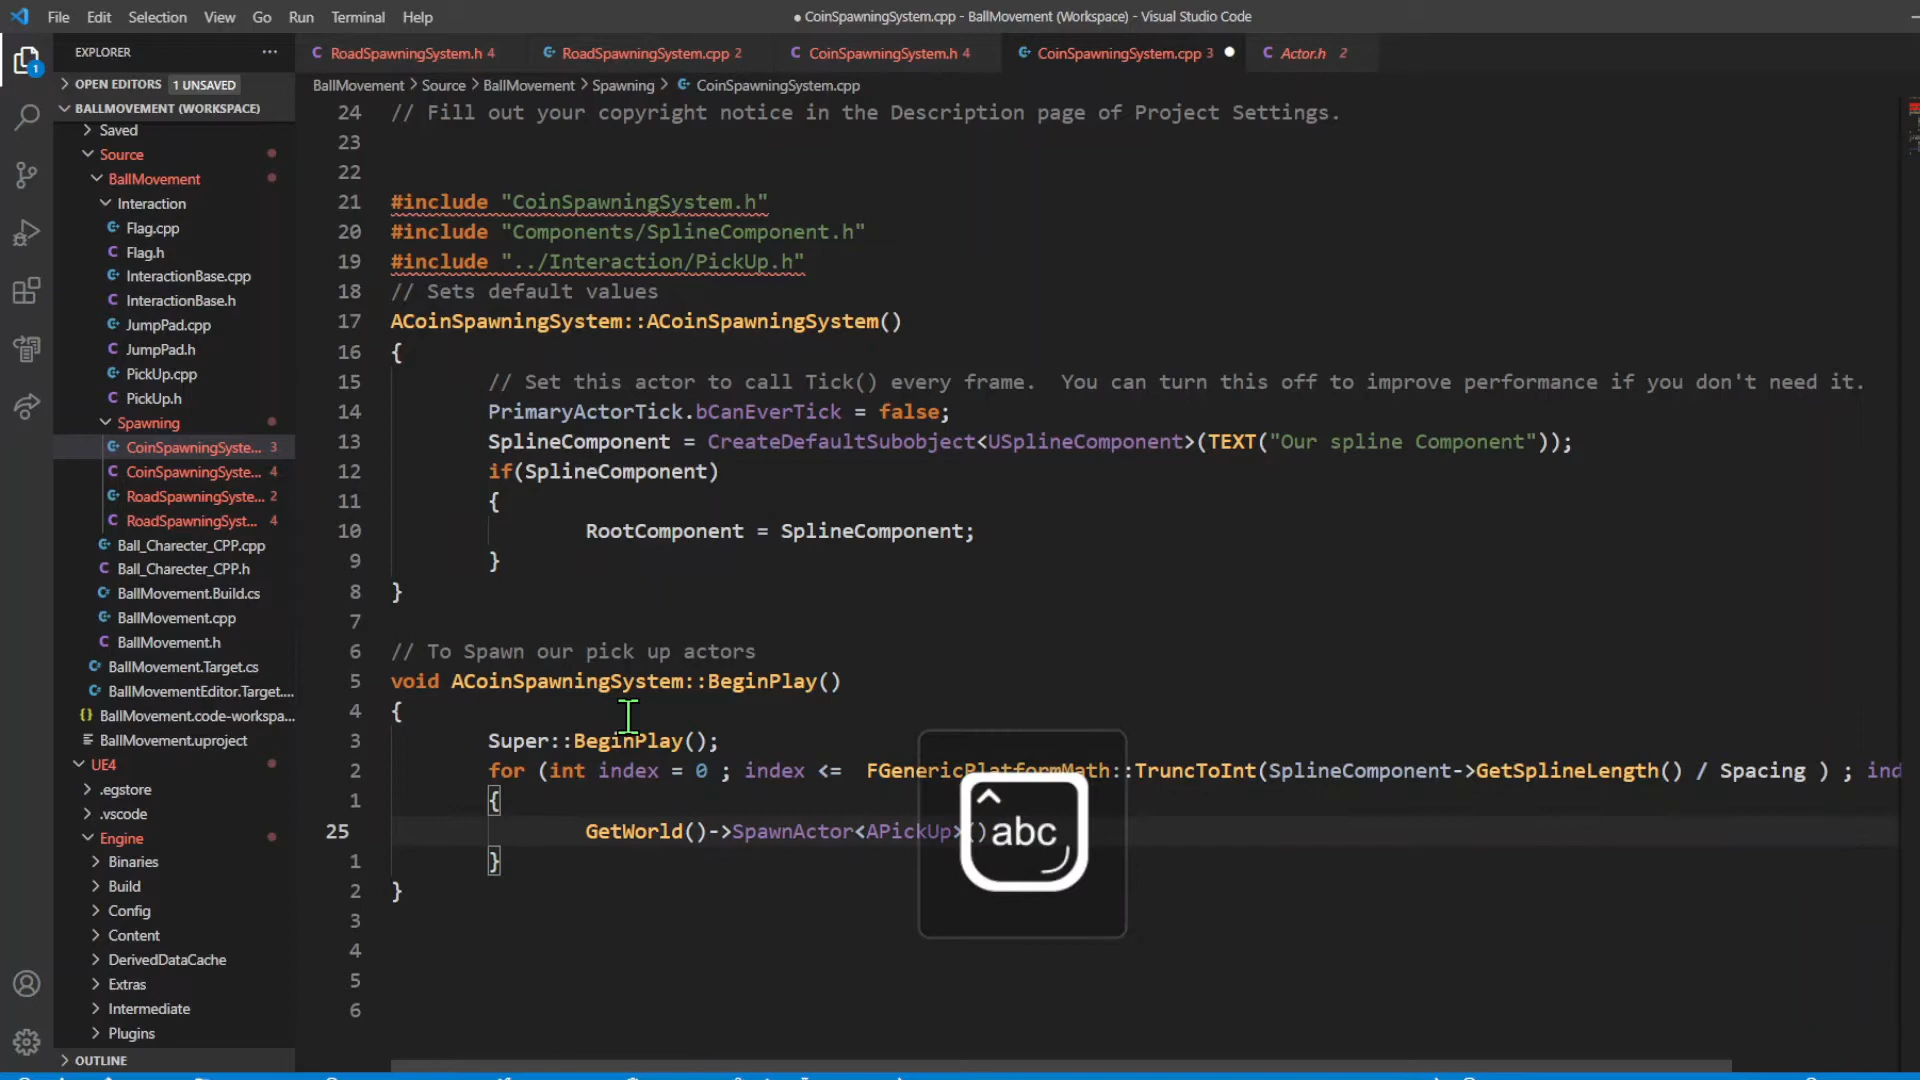 File Edit Selection View Go Run Terminal Help
● CoinSpawningSystem.cpp - BallMovement (Workspace) - Visual Studio Code
EXPLORER ···
RoadSpawningSystem.h 4 RoadSpawningSystem.cpp 2 CoinSpawningSystem.h 4 CoinSpawningSystem.cpp 3 Actor.h 2
1
OPEN EDITORS 1 UNSAVED
BALLMOVEMENT (WORKSPACE)
Saved
Source
BallMovement
Interaction
Flag.cpp
Flag.h
InteractionBase.cpp
InteractionBase.h
JumpPad.cpp
JumpPad.h
PickUp.cpp
PickUp.h
Spawning
CoinSpawningSyste... 3
CoinSpawningSyste... 4
RoadSpawningSyste... 2
RoadSpawningSyst... 4
Ball_Charecter_CPP.cpp
Ball_Charecter_CPP.h
BallMovement.Build.cs
BallMovement.cpp
BallMovement.h
BallMovement.Target.cs
BallMovementEditor.Target....
BallMovement.code-workspa...
BallMovement.uproject
UE4
.egstore
.vscode
Engine
Binaries
Build
Config
Content
DerivedDataCache
Extras
Intermediate
Plugins
OUTLINE
BallMovement > Source > BallMovement > Spawning > CoinSpawningSystem.cpp
24 // Fill out your copyright notice in the Description page of Project Settings.
23
22
21 #include "CoinSpawningSystem.h"
20 #include "Components/SplineComponent.h"
19 #include "../Interaction/PickUp.h"
18 // Sets default values
17 ACoinSpawningSystem::ACoinSpawningSystem()
16 {
15 // Set this actor to call Tick() every frame.  You can turn this off to improve performance if you don't need it.
14 PrimaryActorTick.bCanEverTick = false;
13 SplineComponent = CreateDefaultSubobject<USplineComponent>(TEXT("Our spline Component"));
12 if(SplineComponent)
11 {
10 RootComponent = SplineComponent;
9 }
8 }
7
6 // To Spawn our pick up actors
5 void ACoinSpawningSystem::BeginPlay()
4 {
3 Super::BeginPlay();
2 for (int index = 0 ; index <=  FGenericPlatformMath::TruncToInt(SplineComponent->GetSplineLength() / Spacing ) ; ind
1 {
25 GetWorld()->SpawnActor<APickUp>()
1 }
2 }
3
4
5
6
abc